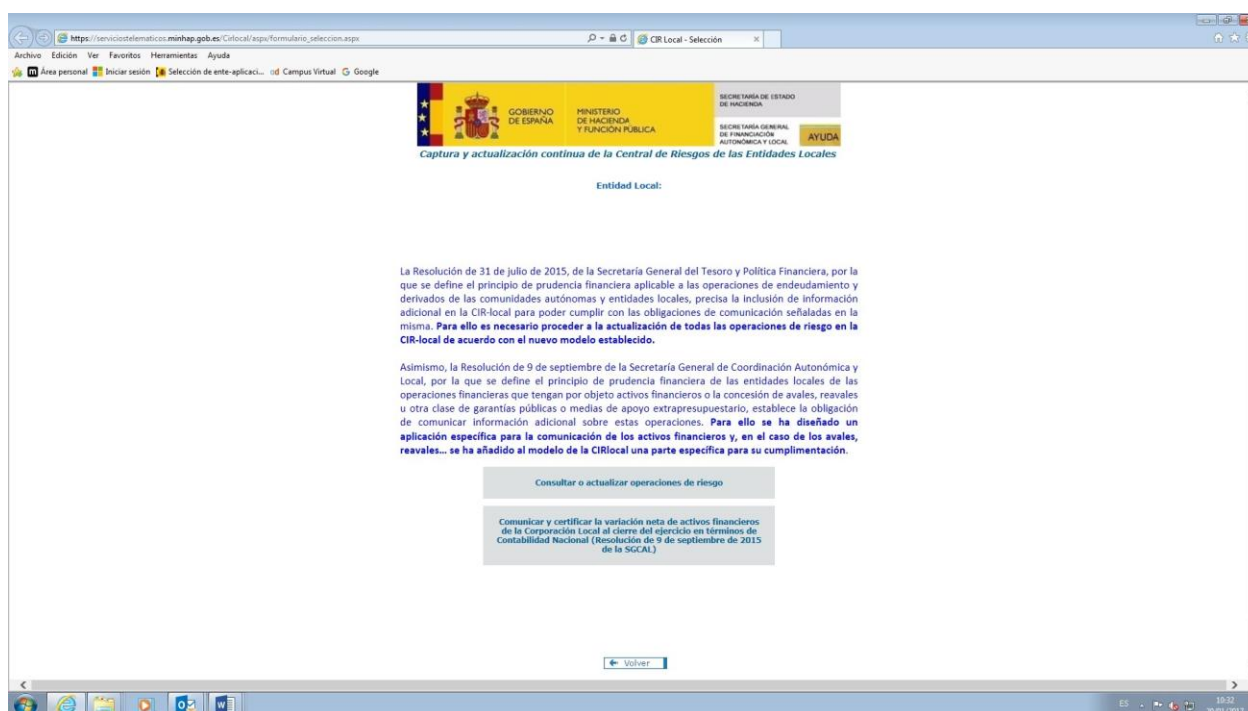 https://serviciostelematicos.minhap.gob.es/Cirlocal/aspx/formulario_seleccion.aspx
CIR Local - Selección
Archivo Edición Ver Favoritos Herramientas Ayuda
Área personal Iniciar sesión Selección de ente-aplicaci... Campus Virtual Google
GOBIERNO
DE ESPAÑA
MINISTERIO
DE HACIENDA
Y FUNCIÓN PÚBLICA
SECRETARÍA DE ESTADO
DE HACIENDA
SECRETARÍA GENERAL
DE FINANCIACIÓN
AUTONÓMICA Y LOCAL
AYUDA
Captura y actualización continua de la Central de Riesgos de las Entidades Locales
Entidad Local:
La Resolución de 31 de julio de 2015, de la Secretaría General del Tesoro y Política Financiera, por la
que se define el principio de prudencia financiera aplicable a las operaciones de endeudamiento y
derivados de las comunidades autónomas y entidades locales, precisa la inclusión de información
adicional en la CIR-local para poder cumplir con las obligaciones de comunicación señaladas en la
misma. Para ello es necesario proceder a la actualización de todas las operaciones de riesgo en la
CIR-local de acuerdo con el nuevo modelo establecido.
Asimismo, la Resolución de 9 de septiembre de la Secretaría General de Coordinación Autonómica y
Local, por la que se define el principio de prudencia financiera de las entidades locales de las
operaciones financieras que tengan por objeto activos financieros o la concesión de avales, reavales
u otra clase de garantías públicas o medias de apoyo extrapresupuestario, establece la obligación
de comunicar información adicional sobre estas operaciones. Para ello se ha diseñado un
aplicación específica para la comunicación de los activos financieros y, en el caso de los avales,
reavales... se ha añadido al modelo de la CIRlocal una parte específica para su cumplimentación.
Consultar o actualizar operaciones de riesgo
Comunicar y certificar la variación neta de activos financieros
de la Corporación Local al cierre del ejercicio en términos de
Contabilidad Nacional (Resolución de 9 de septiembre de 2015
de la SGCAL)
Volver
ES
10:32